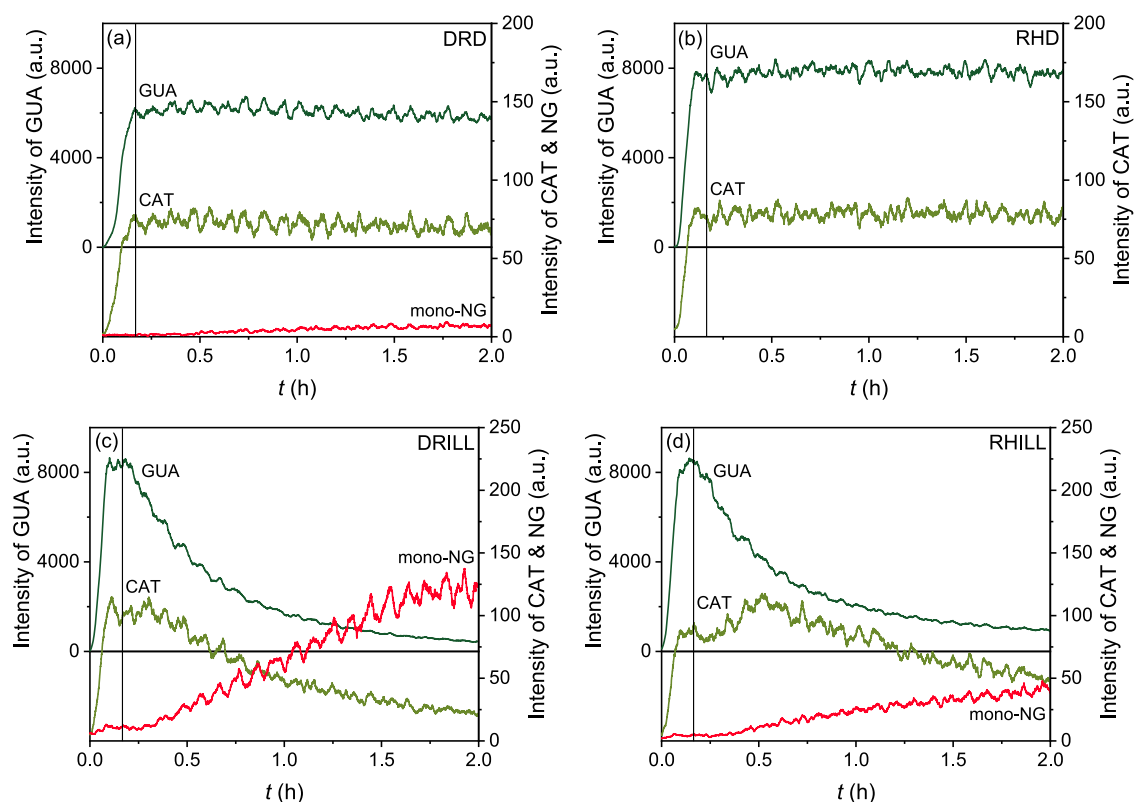 (a)
DRD
GUA
CAT
mono-NG
Intensity of GUA (a.u.)
8000
4000
0
Intensity of CAT & NG (a.u.)
200
150
100
50
0
0.0 0.5 1.0 1.5 2.0
t (h)
(b)
RHD
GUA
CAT
Intensity of GUA (a.u.)
8000
4000
0
Intensity of CAT (a.u.)
200
150
100
50
0
0.0 0.5 1.0 1.5 2.0
t (h)
(c)
DRILL
GUA
CAT
mono-NG
Intensity of GUA (a.u.)
8000
4000
0
Intensity of CAT & NG (a.u.)
250
200
150
100
50
0
0.0 0.5 1.0 1.5 2.0
t (h)
(d)
RHILL
GUA
CAT
mono-NG
Intensity of GUA (a.u.)
8000
4000
0
Intensity of CAT & NG (a.u.)
250
200
150
100
50
0
0.0 0.5 1.0 1.5 2.0
t (h)